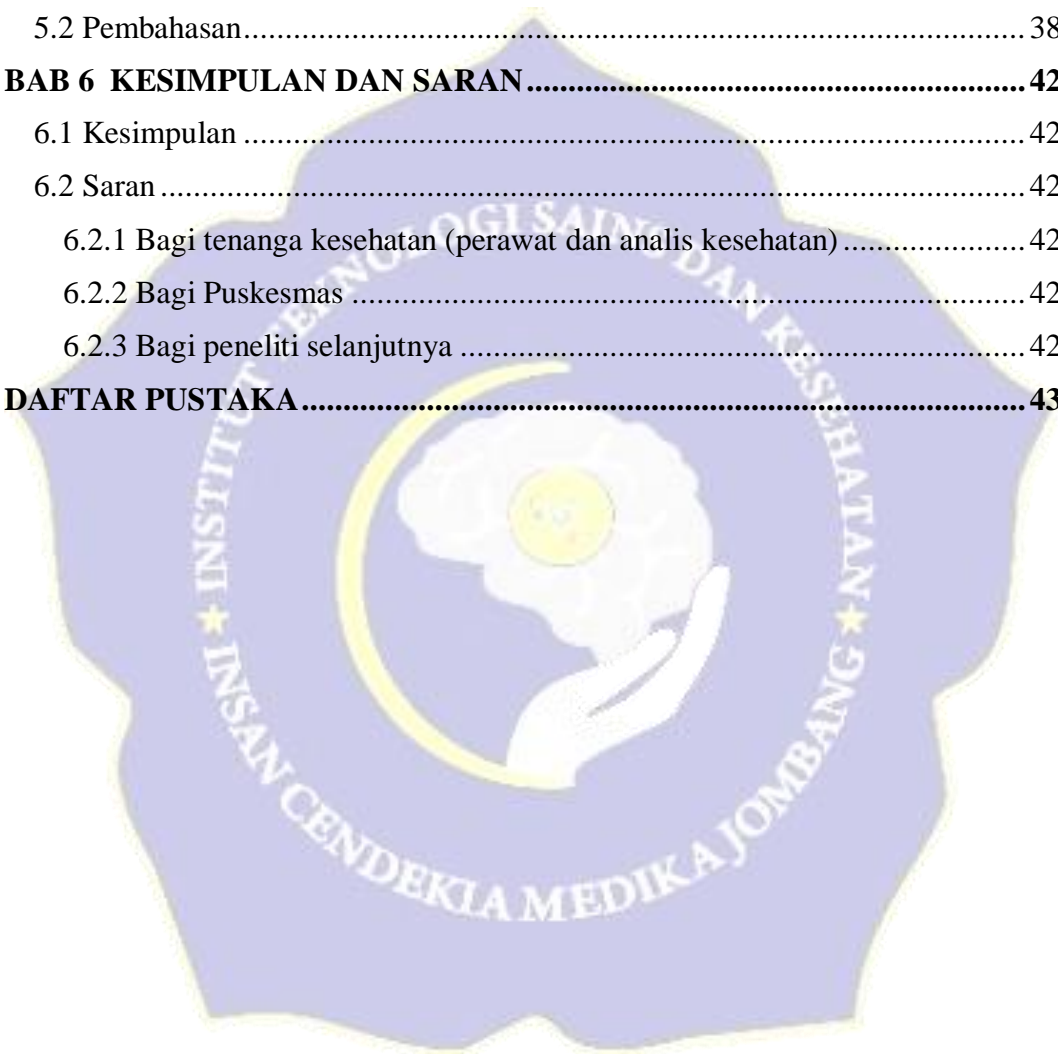 5.2 Pembahasan.......................................................................................... 38
BAB 6  KESIMPULAN DAN SARAN.......................................................... 42
6.1 Kesimpulan .......................................................................................... 42
6.2 Saran .................................................................................................... 42
6.2.1 Bagi tenanga kesehatan (perawat dan analis kesehatan) ..................... 42
6.2.2 Bagi Puskesmas ............................................................................... 42
6.2.3 Bagi peneliti selanjutnya .................................................................. 42
DAFTAR PUSTAKA.................................................................................... 43
INSTITUT TEKNOLOGI SAINS DAN KESEHATAN
INSAN CENDEKIA MEDIKA JOMBANG